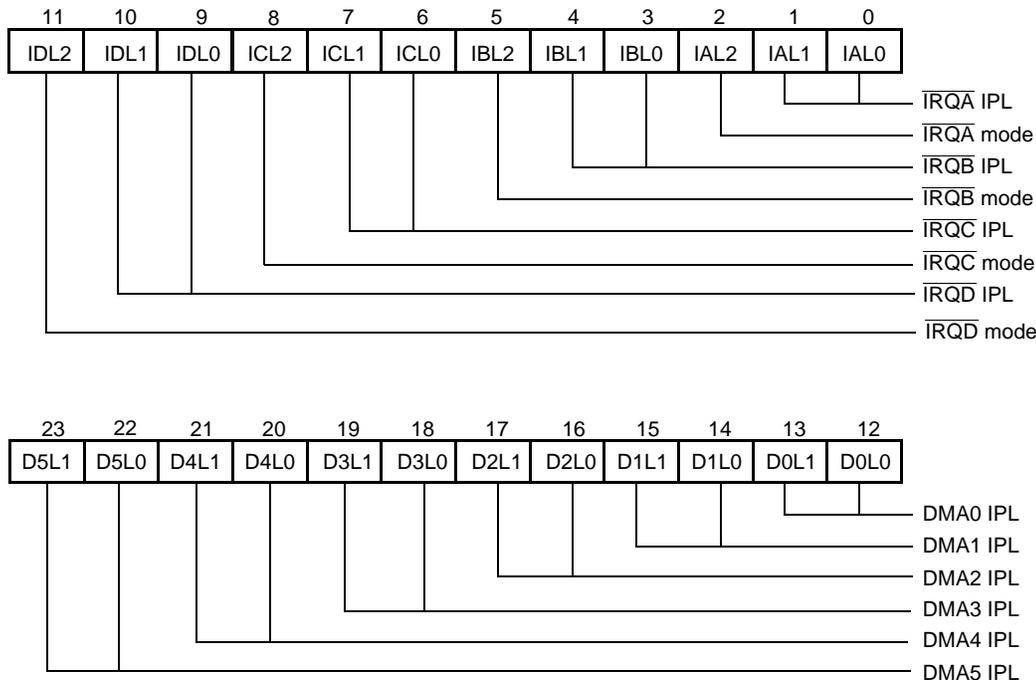 11 10 9 8 7 6 5 4 3 2 1 0
IDL2 IDL1 IDL0 ICL2 ICL1 ICL0 IBL2 IBL1 IBL0 IAL2 IAL1 IAL0
IRQA IPL
IRQA mode
IRQB IPL
IRQB mode
IRQC IPL
IRQC mode
IRQD IPL
IRQD mode
23 22 21 20 19 18 17 16 15 14 13 12
D5L1 D5L0 D4L1 D4L0 D3L1 D3L0 D2L1 D2L0 D1L1 D1L0 D0L1 D0L0
DMA0 IPL
DMA1 IPL
DMA2 IPL
DMA3 IPL
DMA4 IPL
DMA5 IPL